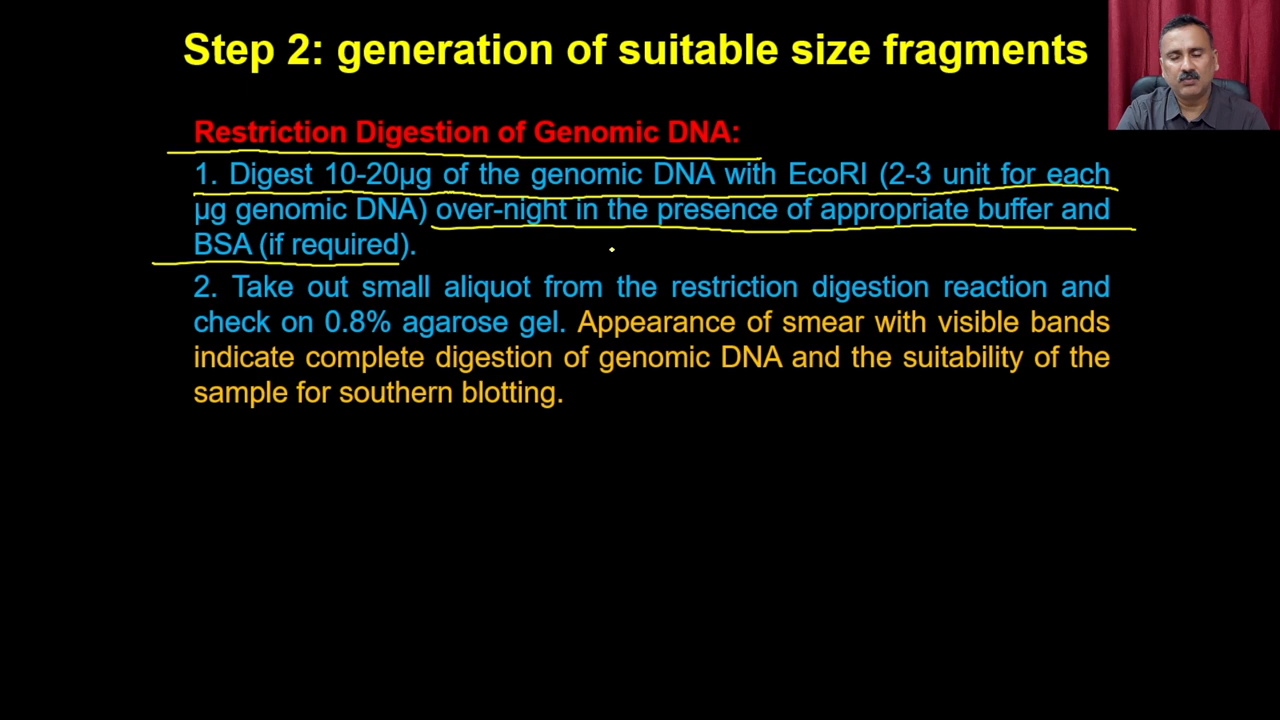 Step 2: generation of suitable size fragments
Restriction Digestion of Genomic DNA:
1. Digest 10-20µg of the genomic DNA with EcoRI (2-3 unit for each
µg genomic DNA) over-night in the presence of appropriate buffer and
BSA (if required).
2. Take out small aliquot from the restriction digestion reaction and
check on 0.8% agarose gel. Appearance of smear with visible bands
indicate complete digestion of genomic DNA and the suitability of the
sample for southern blotting.